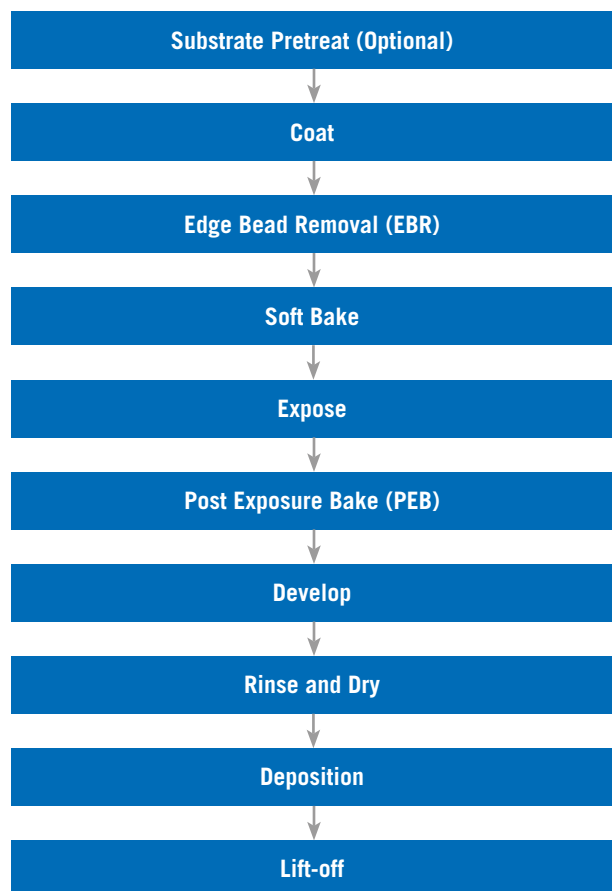 Substrate Pretreat (Optional)
Coat
Edge Bead Removal (EBR)
Soft Bake
Expose
Post Exposure Bake (PEB)
Develop
Rinse and Dry
Deposition
Lift-off